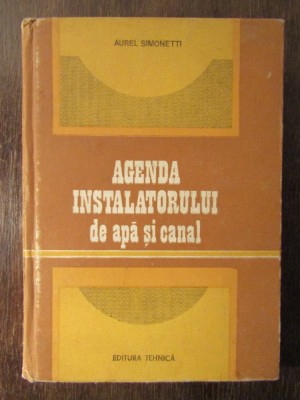 AUREL SIMONETTI
AGENDA
INSTALATORULUI
de apă și canal
EDITURA TEHNICĂ